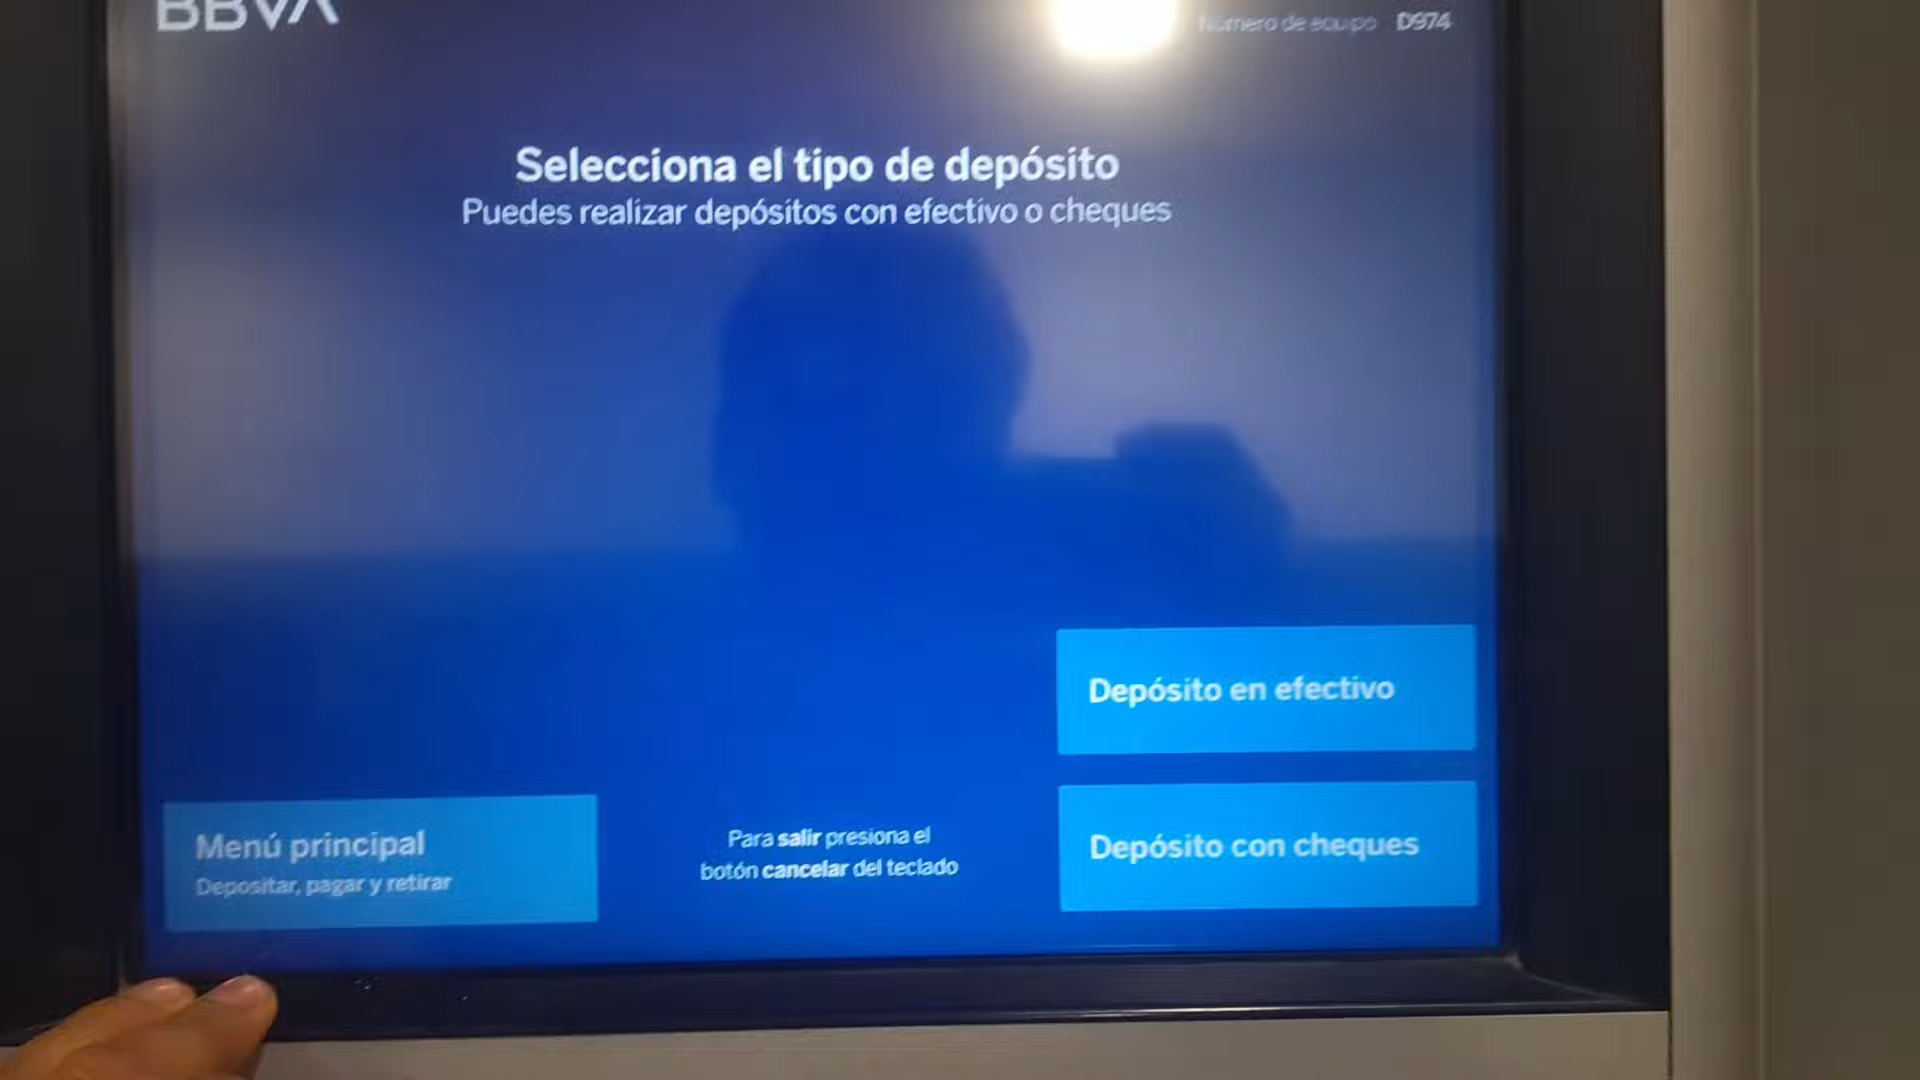 BBVA
Número de equipo D974
Selecciona el tipo de depósito
Puedes realizar depósitos con efectivo o cheques
Depósito en efectivo
Menú principal
Depositar, pagar y retirar
Para salir presiona el
botón cancelar del teclado
Depósito con cheques